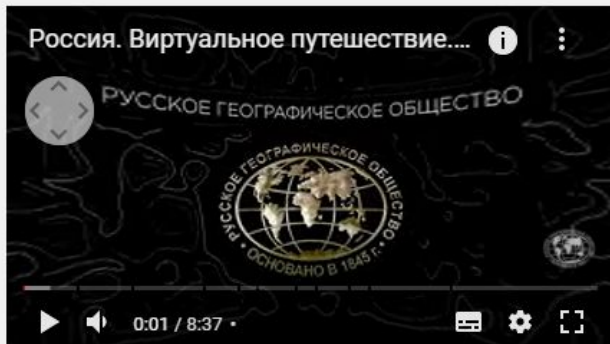 Россия. Виртуальное путешествие....
РУССКОЕ ГЕОГРАФИЧЕСКОЕ ОБЩЕСТВО
РУССКОЕ ГЕОГРАФИЧЕСКОЕ ОБЩЕСТВО
• ОСНОВАНО В 1845 г. •
0:01 / 8:37 •